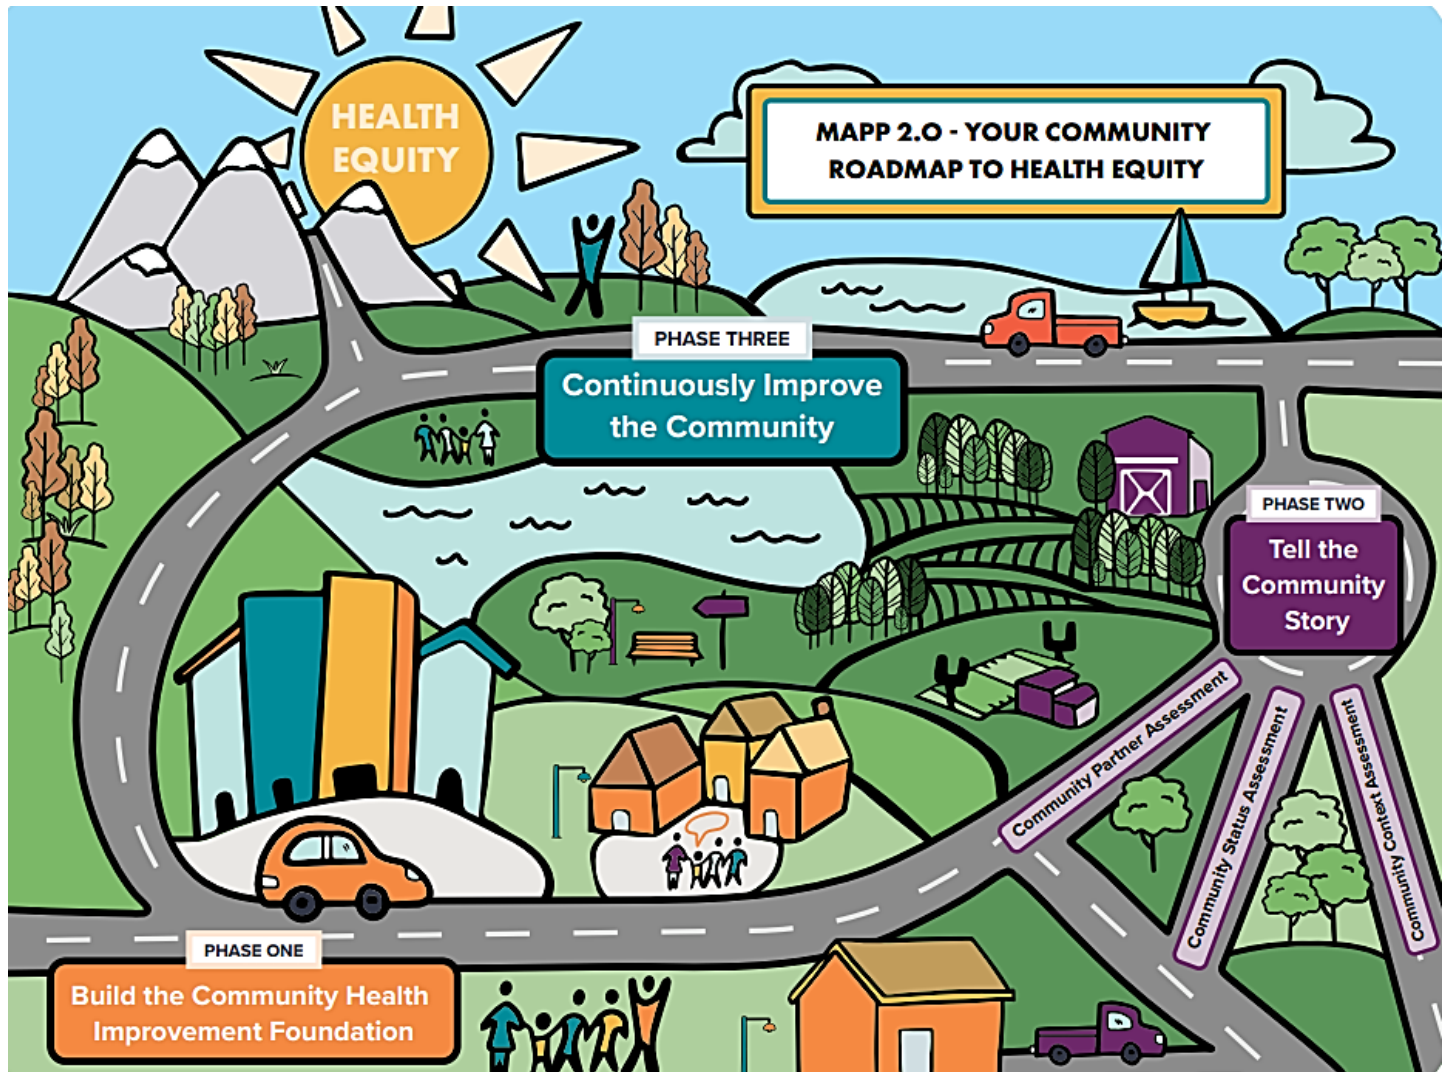 HEALTH
EQUITY
MAPP 2.0 - YOUR COMMUNITY
ROADMAP TO HEALTH EQUITY
PHASE THREE
Continuously Improve
the Community
PHASE TWO
Tell the
Community
Story
Community Partner Assessment
Community Status Assessment
Community Context Assessment
PHASE ONE
Build the Community Health
Improvement Foundation